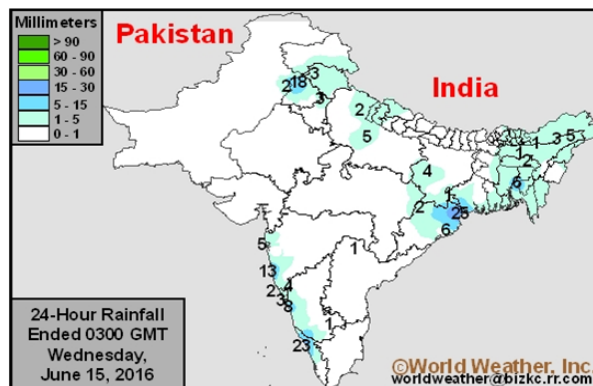 Millimeters
> 90
60 - 90
30 - 60
15 - 30
5 - 15
1 - 5
0 - 1
Pakistan
India
3
2 18
3
2
5
1 1 3 5
1
2
4
6
1
2 25
6
5
1
13
2 4
3 8
1
23
24-Hour Rainfall
Ended 0300 GMT
Wednesday,
June 15, 2016
©World Weather, Inc.
worldweather@bizkc.rr.com